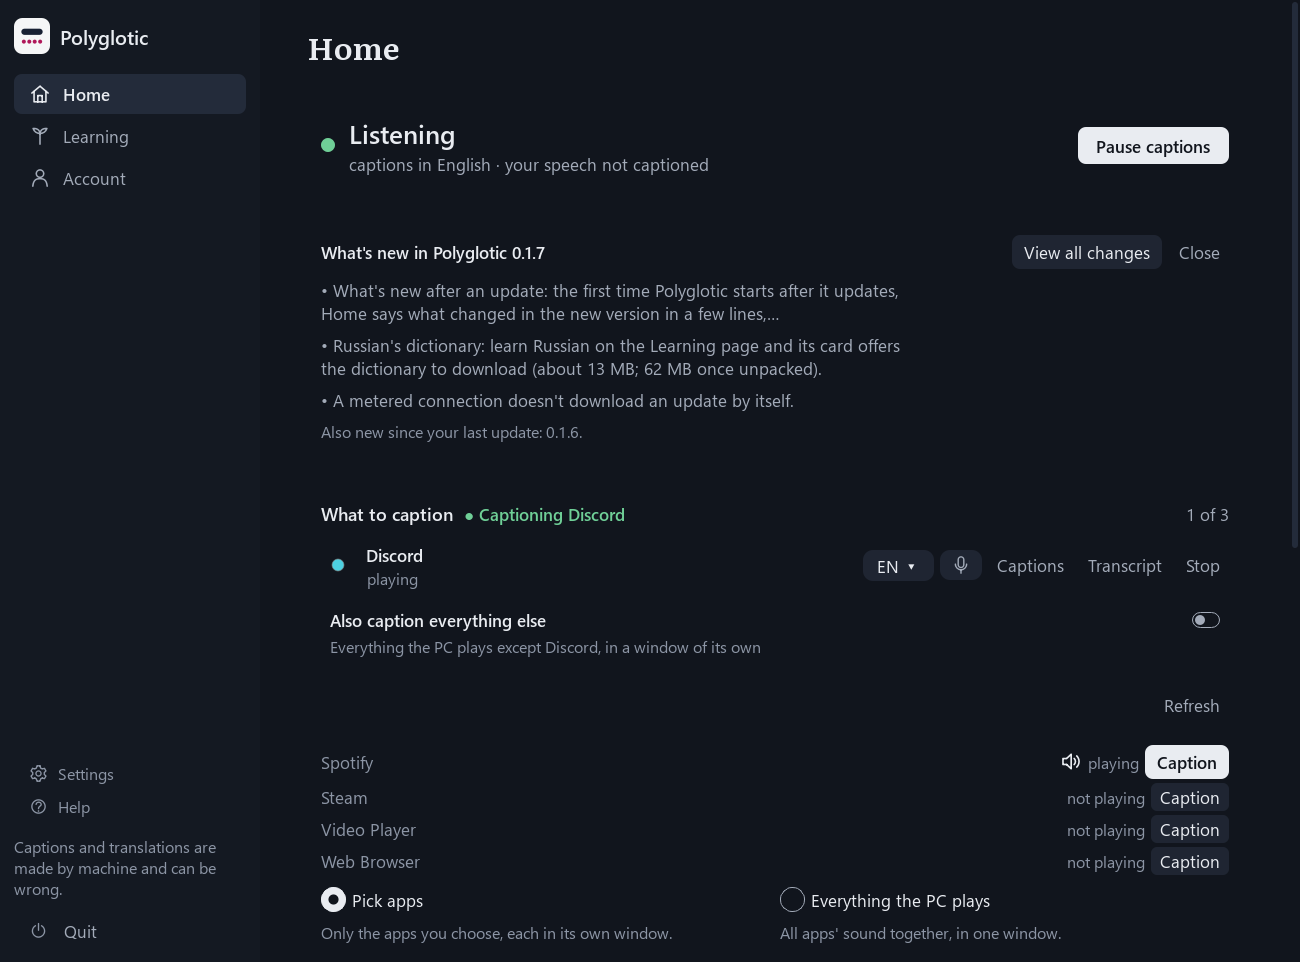 Polyglotic
Home
Learning
Account
Settings
Help
Captions and translations are
made by machine and can be
wrong.
Quit
Home
Listening
captions in English · your speech not captioned
Pause captions
What's new in Polyglotic 0.1.7
View all changes
Close
• What's new after an update: the first time Polyglotic starts after it updates,
Home says what changed in the new version in a few lines,...
• Russian's dictionary: learn Russian on the Learning page and its card offers
the dictionary to download (about 13 MB; 62 MB once unpacked).
• A metered connection doesn't download an update by itself.
Also new since your last update: 0.1.6.
What to caption
• Captioning Discord
1 of 3
Discord
playing
EN
Captions
Transcript
Stop
Also caption everything else
Everything the PC plays except Discord, in a window of its own
Refresh
Spotify
playing
Caption
Steam
not playing
Caption
Video Player
not playing
Caption
Web Browser
not playing
Caption
Pick apps
Only the apps you choose, each in its own window.
Everything the PC plays
All apps' sound together, in one window.